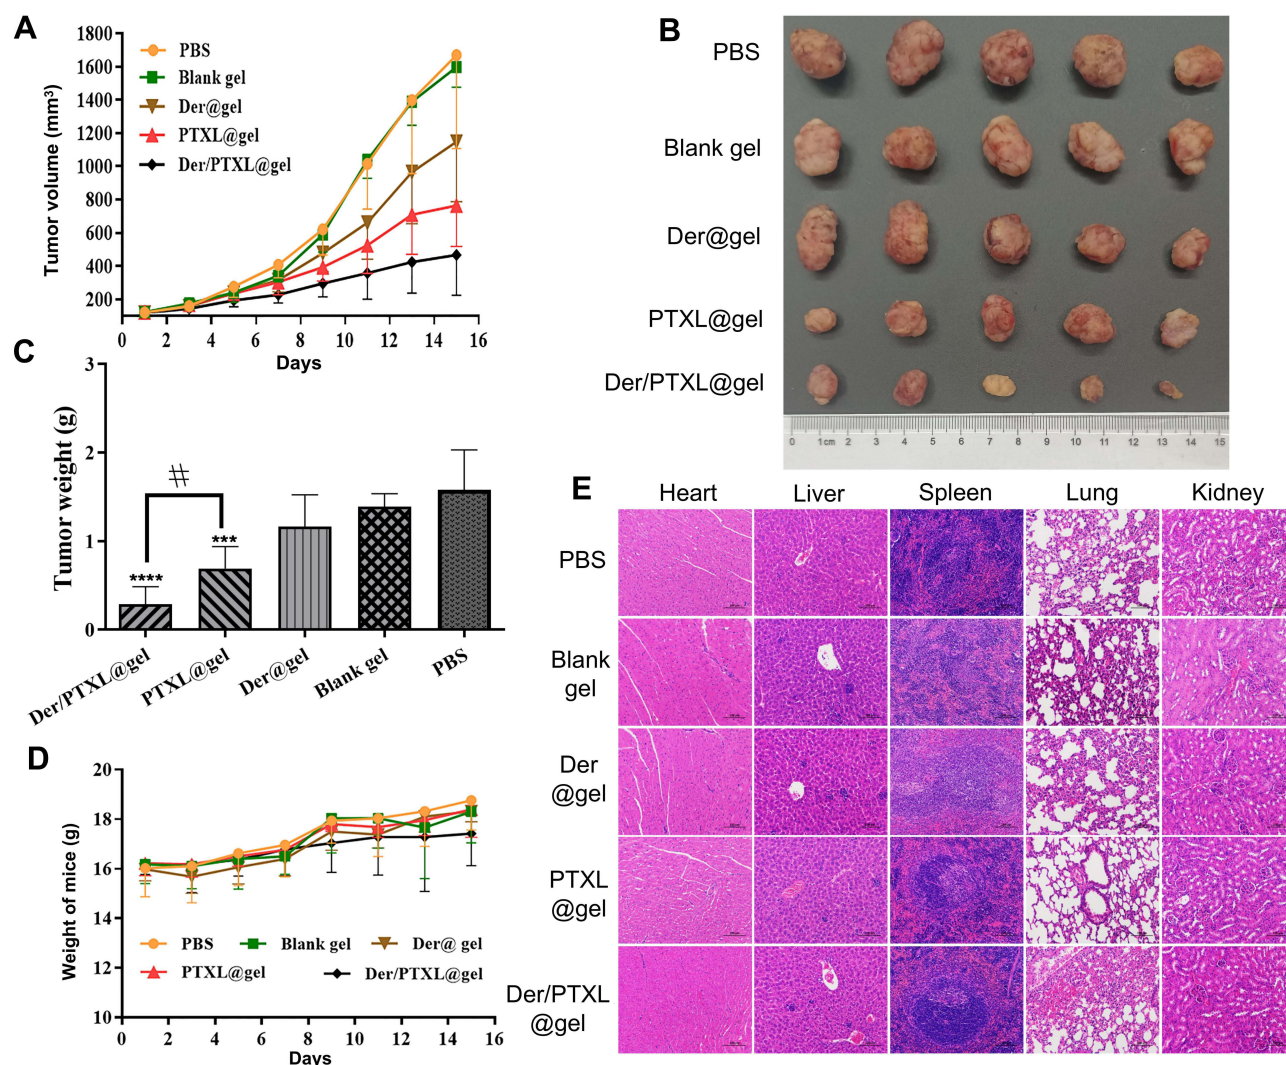 A
Tumor volume (mm³)
1800
1600
1400
1200
1000
800
600
400
200
0 2 4 6 8 10 12 14 16
Days
PBS
Blank gel
Der@gel
PTXL@gel
Der/PTXL@gel
B
PBS
Blank gel
Der@gel
PTXL@gel
Der/PTXL@gel
0 1cm 2 3 4 5 6 7 8 9 10 11 12 13 14 15
C
Tumor weight (g)
3
2
1
0
#
****
***
Der/PTXL@gel
PTXL@gel
Der@gel
Blank gel
PBS
D
Weight of mice (g)
20
18
16
14
12
10
PBS Blank gel Der@ gel
PTXL@gel Der/PTXL@gel
0 2 4 6 8 10 12 14 16
Days
E
Heart Liver Spleen Lung Kidney
PBS
Blank
gel
Der
@gel
PTXL
@gel
Der/PTXL
@gel